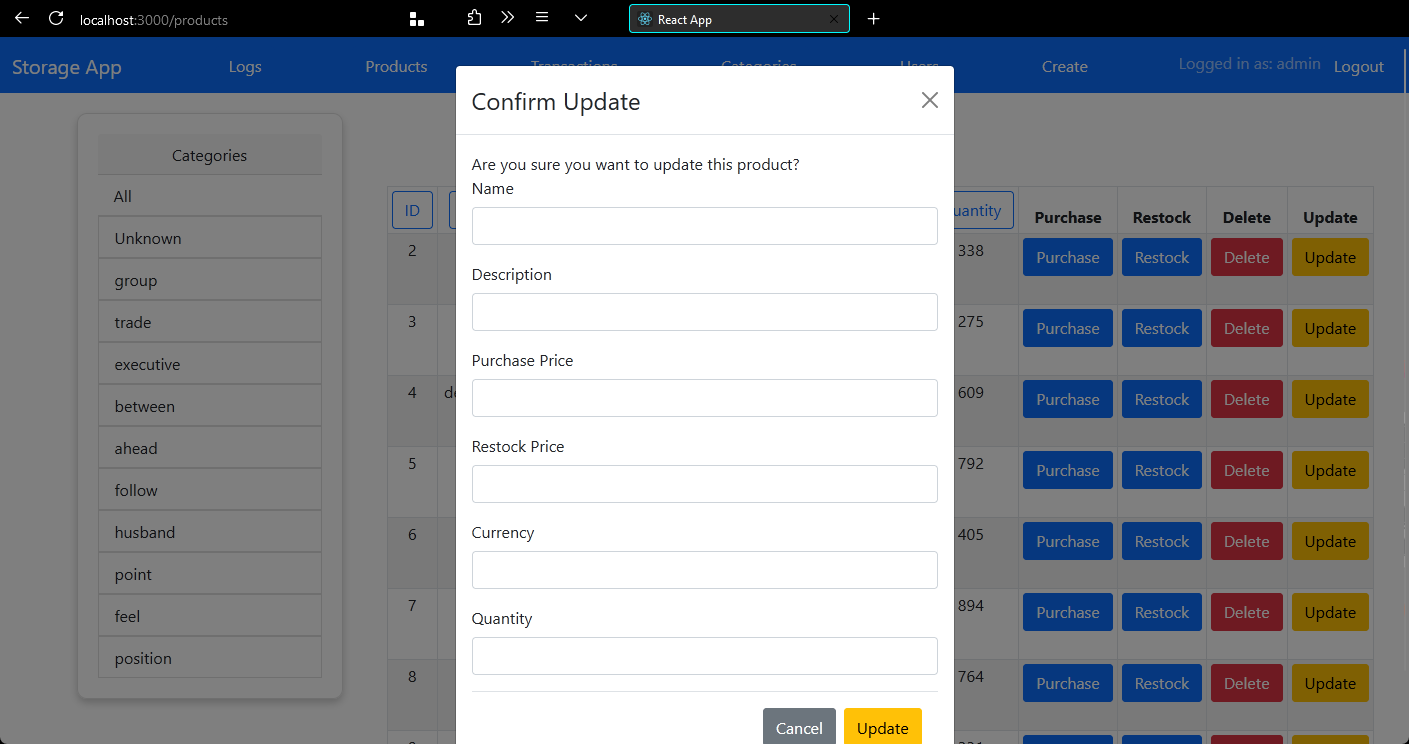 localhost:3000/products
React App
Storage App Logs Products Transactions Categories Users Create Logged in as: admin Logout
Confirm Update
Categories
All
Unknown
group
trade
executive
between
ahead
follow
husband
point
feel
position
Are you sure you want to update this product?
Name
Description
Purchase Price
Restock Price
Currency
Quantity
Cancel Update
ID uantity Purchase Restock Delete Update
2 338 Purchase Restock Delete Update
3 275 Purchase Restock Delete Update
4 de 609 Purchase Restock Delete Update
5 792 Purchase Restock Delete Update
6 405 Purchase Restock Delete Update
7 894 Purchase Restock Delete Update
8 764 Purchase Restock Delete Update